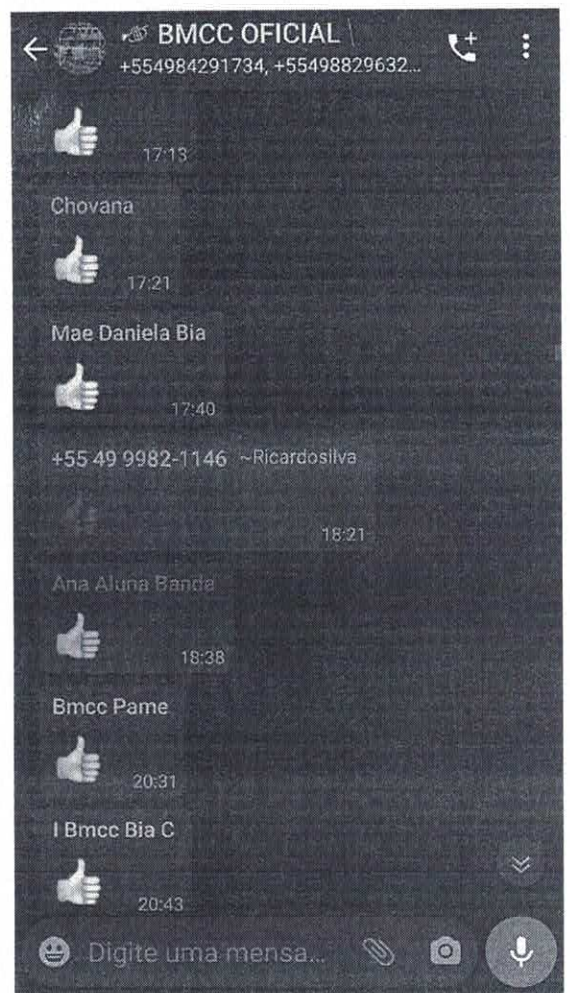 BMCC OFICIAL
+554984291734, +55498829632...
17:13
Chovana
17:21
Mae Daniela Bia
17:40
+55 49 9982-1146 ~Ricardosilva
18:21
Ana Aluna Banda
18:38
Bmcc Pame
20:31
I Bmcc Bia C
20:43
Digite uma mensa...